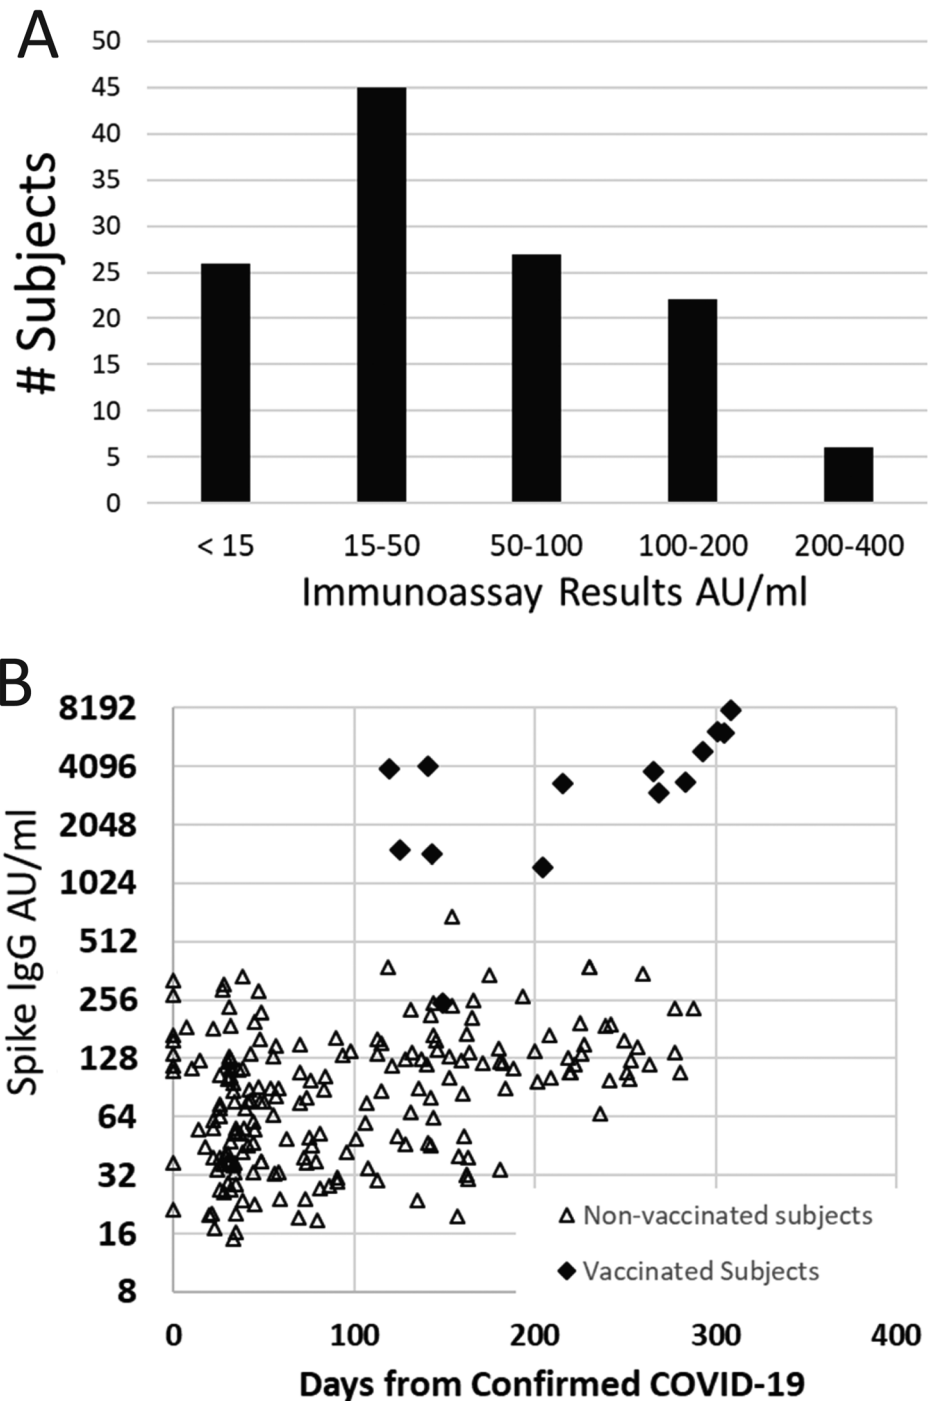 A
50
45
40
35
30
25
20
15
10
5
0
# Subjects
< 15 15-50 50-100 100-200 200-400
Immunoassay Results AU/ml
B
8192
4096
2048
1024
512
256
128
64
32
16
8
Spike IgG AU/ml
Non-vaccinated subjects
Vaccinated Subjects
0 100 200 300 400
Days from Confirmed COVID-19